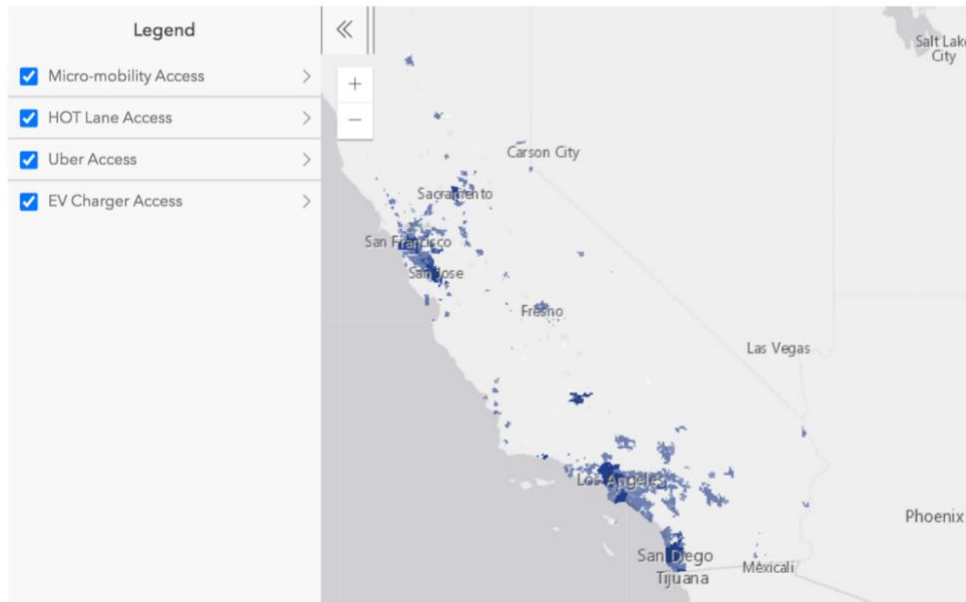 Legend
Micro-mobility Access
HOT Lane Access
Uber Access
EV Charger Access
+
−
Salt Lake
City
Carson City
Sacramento
San Francisco
San Jose
Fresno
Las Vegas
Los Angeles
Phoenix
San Diego
Tijuana
Mexicali